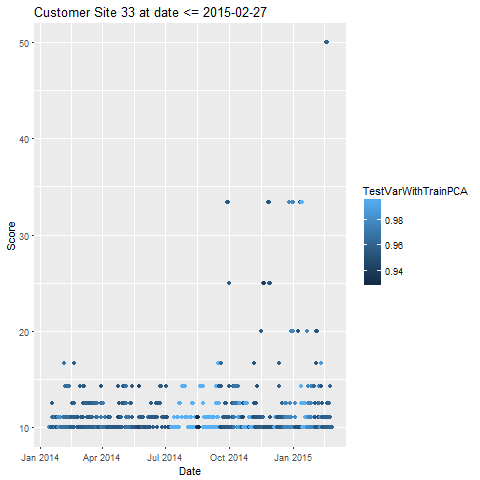 Customer Site 33 at date <= 2015-02-27
50
40
30
20
10
Score
Jan 2014 Apr 2014 Jul 2014 Oct 2014 Jan 2015
Date
TestVarWithTrainPCA
0.98
0.96
0.94